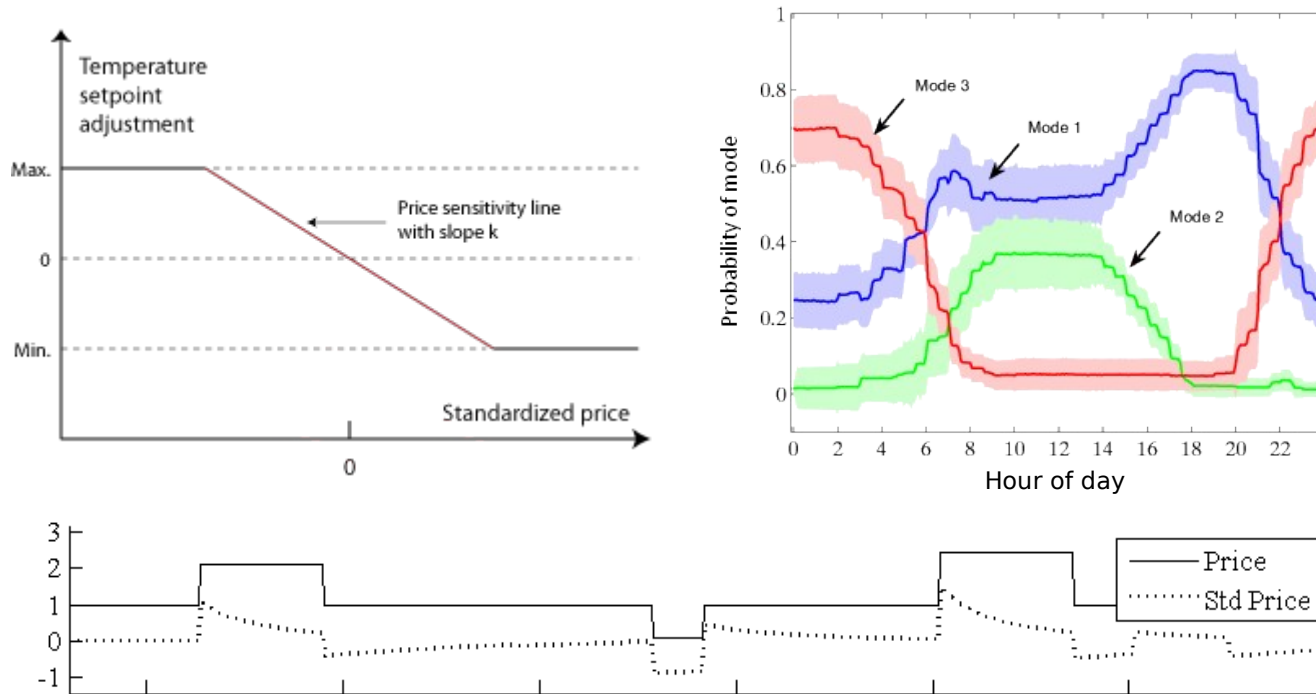 Temperature
setpoint
adjustment
Max.
Price sensitivity line
with slope k
0
Min.
Standardized price
0
1
0.8
0.6
0.4
0.2
0
Probability of mode
Mode 3
Mode 1
Mode 2
0 2 4 6 8 10 12 14 16 18 20 22
Hour of day
3
2
1
0
-1
Price
Std Price